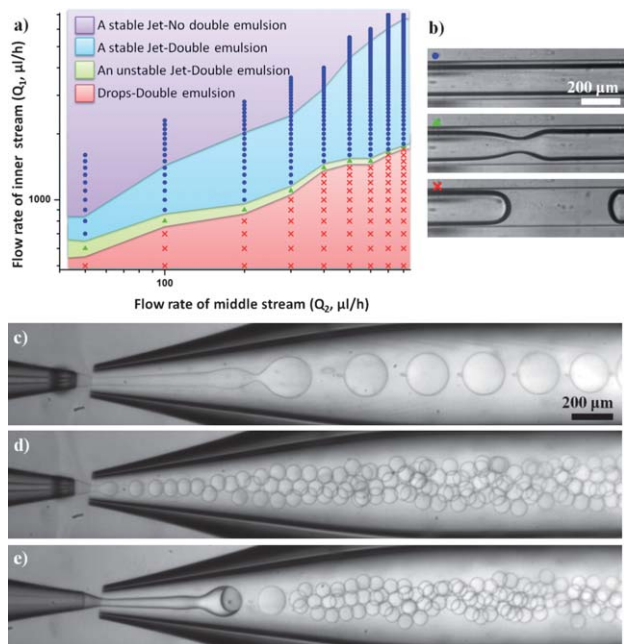 a)
A stable Jet-No double emulsion
A stable Jet-Double emulsion
An unstable Jet-Double emulsion
Drops-Double emulsion
Flow rate of inner stream (Q₁, μl/h)
1000
100
Flow rate of middle stream (Q₂, μl/h)
b)
200 μm
c)
200 μm
d)
e)